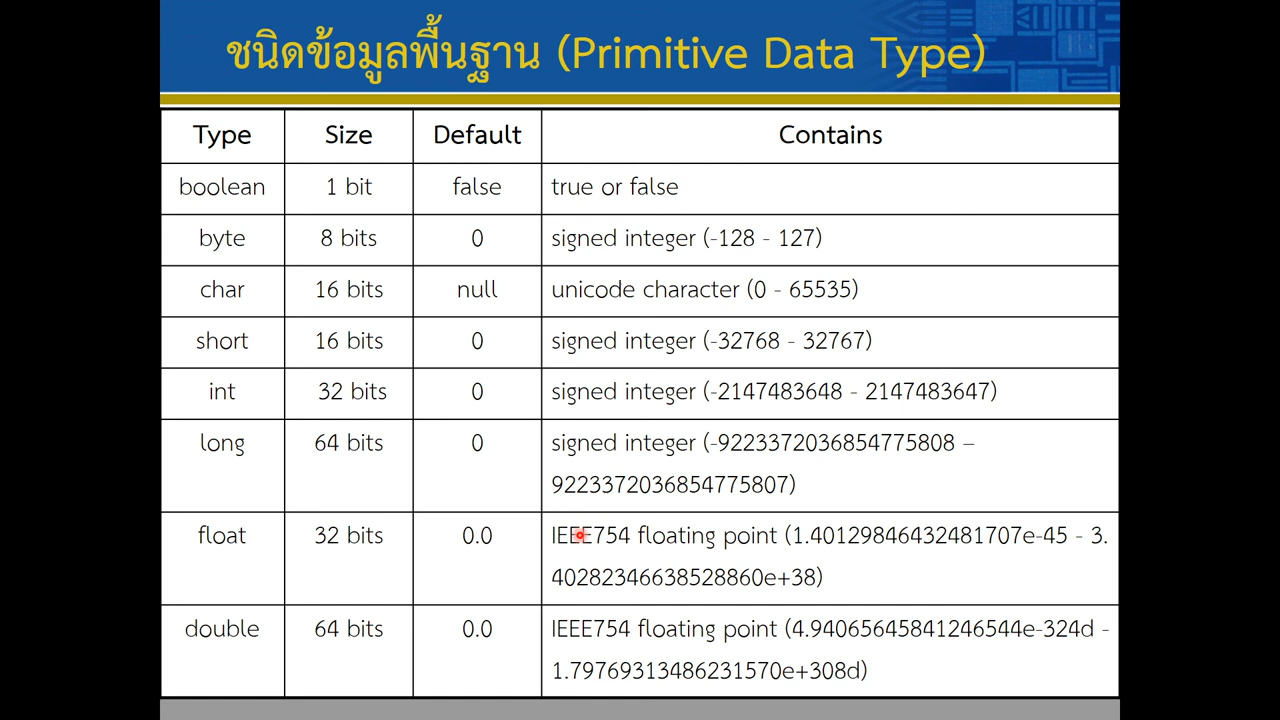 ชนิดข้อมูลพื้นฐาน (Primitive Data Type)
Type Size Default Contains
boolean 1 bit false true or false
byte 8 bits 0 signed integer (-128 - 127)
char 16 bits null unicode character (0 - 65535)
short 16 bits 0 signed integer (-32768 - 32767)
int 32 bits 0 signed integer (-2147483648 - 2147483647)
long 64 bits 0 signed integer (-9223372036854775808 –
9223372036854775807)
float 32 bits 0.0 IEEE754 floating point (1.40129846432481707e-45 - 3.
40282346638528860e+38)
double 64 bits 0.0 IEEE754 floating point (4.94065645841246544e-324d -
1.79769313486231570e+308d)